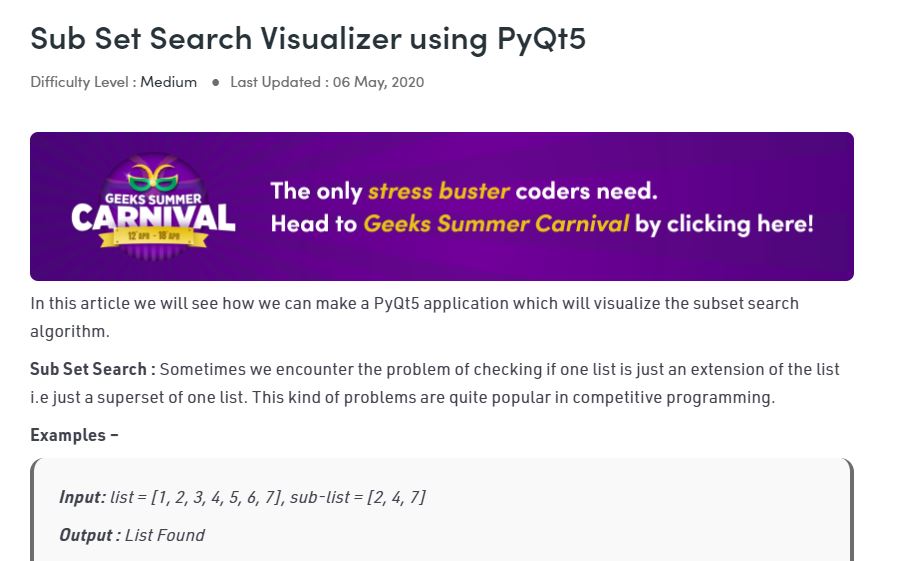 Sub Set Search Visualizer using PyQt5
Difficulty Level : Medium ● Last Updated : 06 May, 2020
GEEKS SUMMER
CARNIVAL
12 APR - 18 APR
The only stress buster coders need.
Head to Geeks Summer Carnival by clicking here!
In this article we will see how we can make a PyQt5 application which will visualize the subset search
algorithm.
Sub Set Search : Sometimes we encounter the problem of checking if one list is just an extension of the list
i.e just a superset of one list. This kind of problems are quite popular in competitive programming.
Examples –
Input: list = [1, 2, 3, 4, 5, 6, 7], sub-list = [2, 4, 7]
Output : List Found